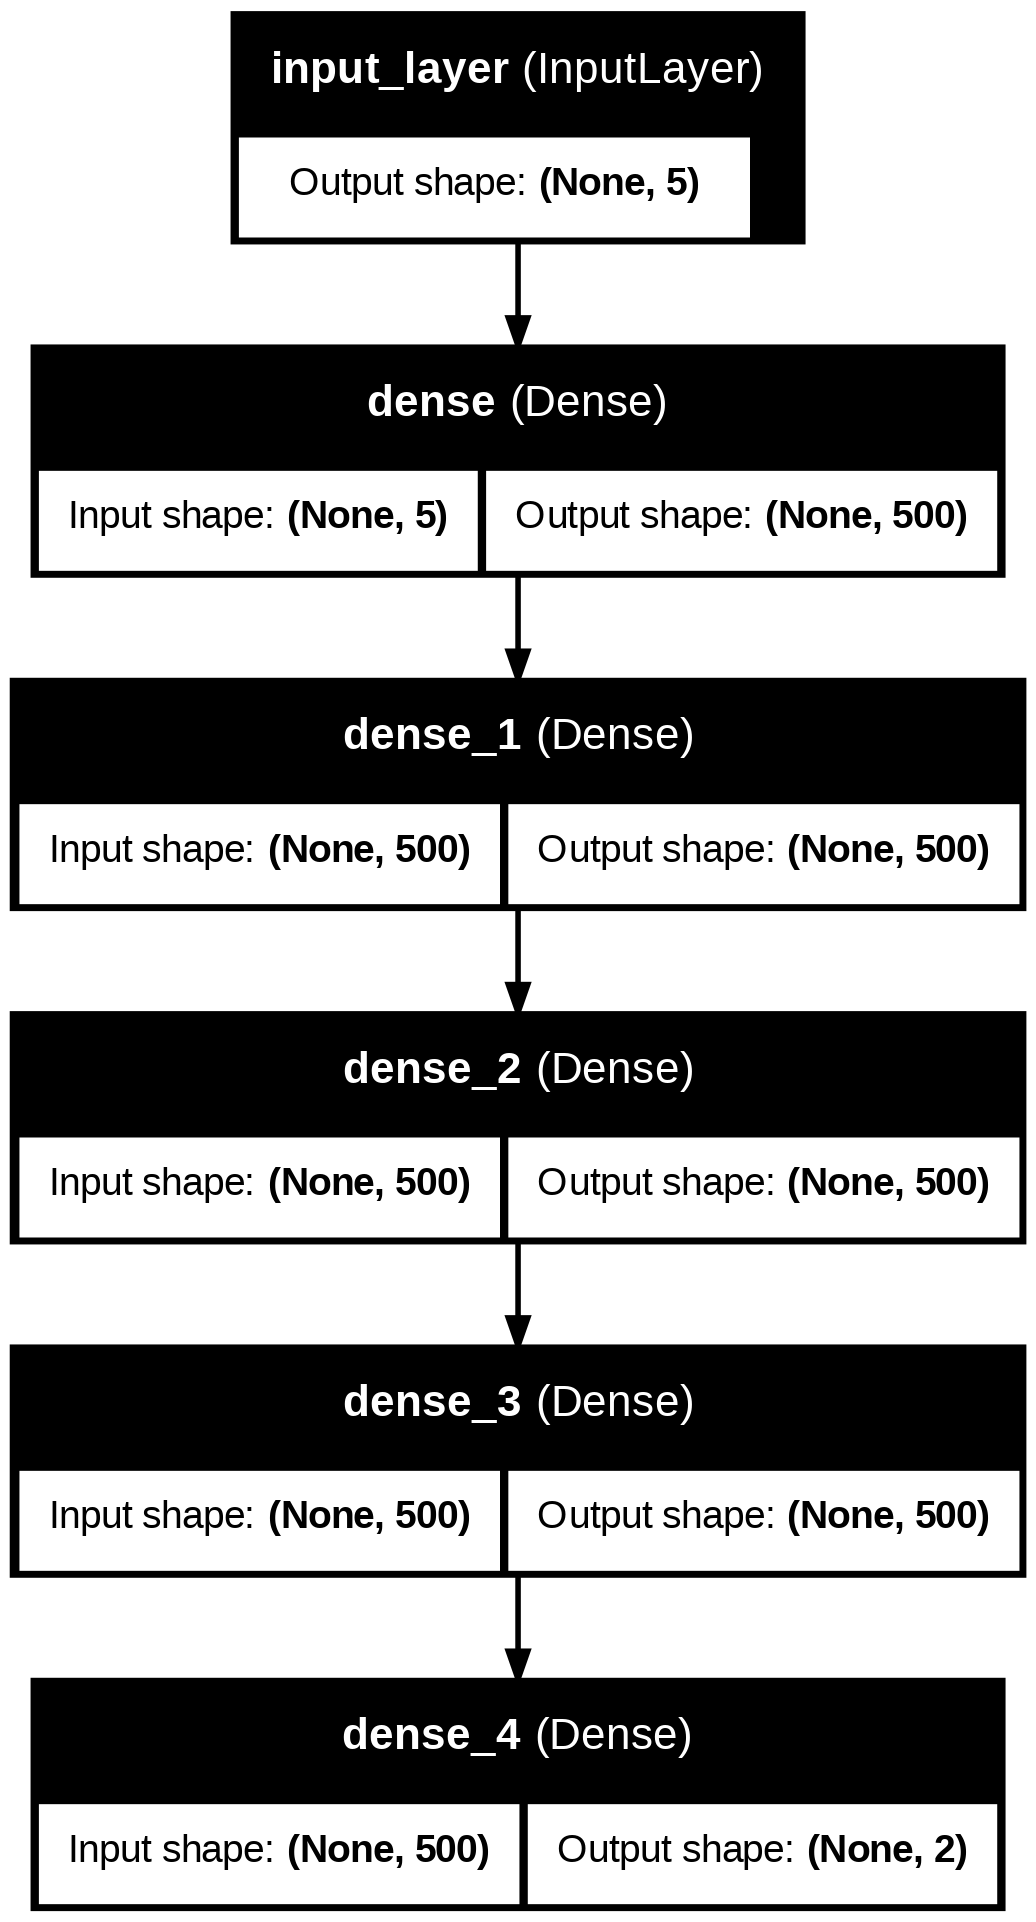 input_layer (InputLayer)
Output shape: (None, 5)
dense (Dense)
Input shape: (None, 5) Output shape: (None, 500)
dense_1 (Dense)
Input shape: (None, 500) Output shape: (None, 500)
dense_2 (Dense)
Input shape: (None, 500) Output shape: (None, 500)
dense_3 (Dense)
Input shape: (None, 500) Output shape: (None, 500)
dense_4 (Dense)
Input shape: (None, 500) Output shape: (None, 2)